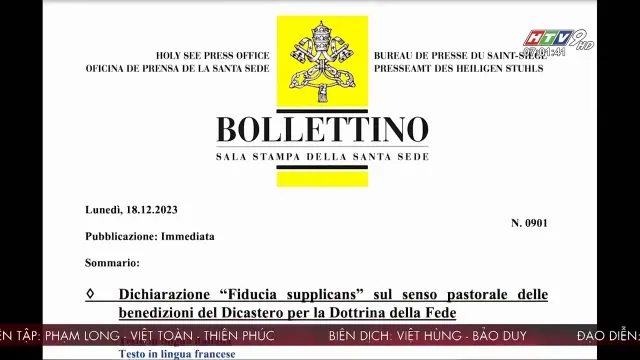 HTV9 HD
07:01:41
HOLY SEE PRESS OFFICE
OFICINA DE PRENSA DE LA SANTA SEDE
BUREAU DE PRESSE DU SAINT-SIÈGE
PRESSEAMT DES HEILIGEN STUHLS
BOLLETTINO
SALA STAMPA DELLA SANTA SEDE
Lunedì, 18.12.2023
N. 0901
Pubblicazione: Immediata
Sommario:
◊ Dichiarazione “Fiducia supplicans” sul senso pastorale delle
benedizioni del Dicastero per la Dottrina della Fede
Testo in lingua francese
ÊN TẬP: PHẠM LONG - VIỆT TOÀN - THIÊN PHÚC BIÊN DỊCH: VIỆT HÙNG - BẢO DUY ĐẠO DIỄN